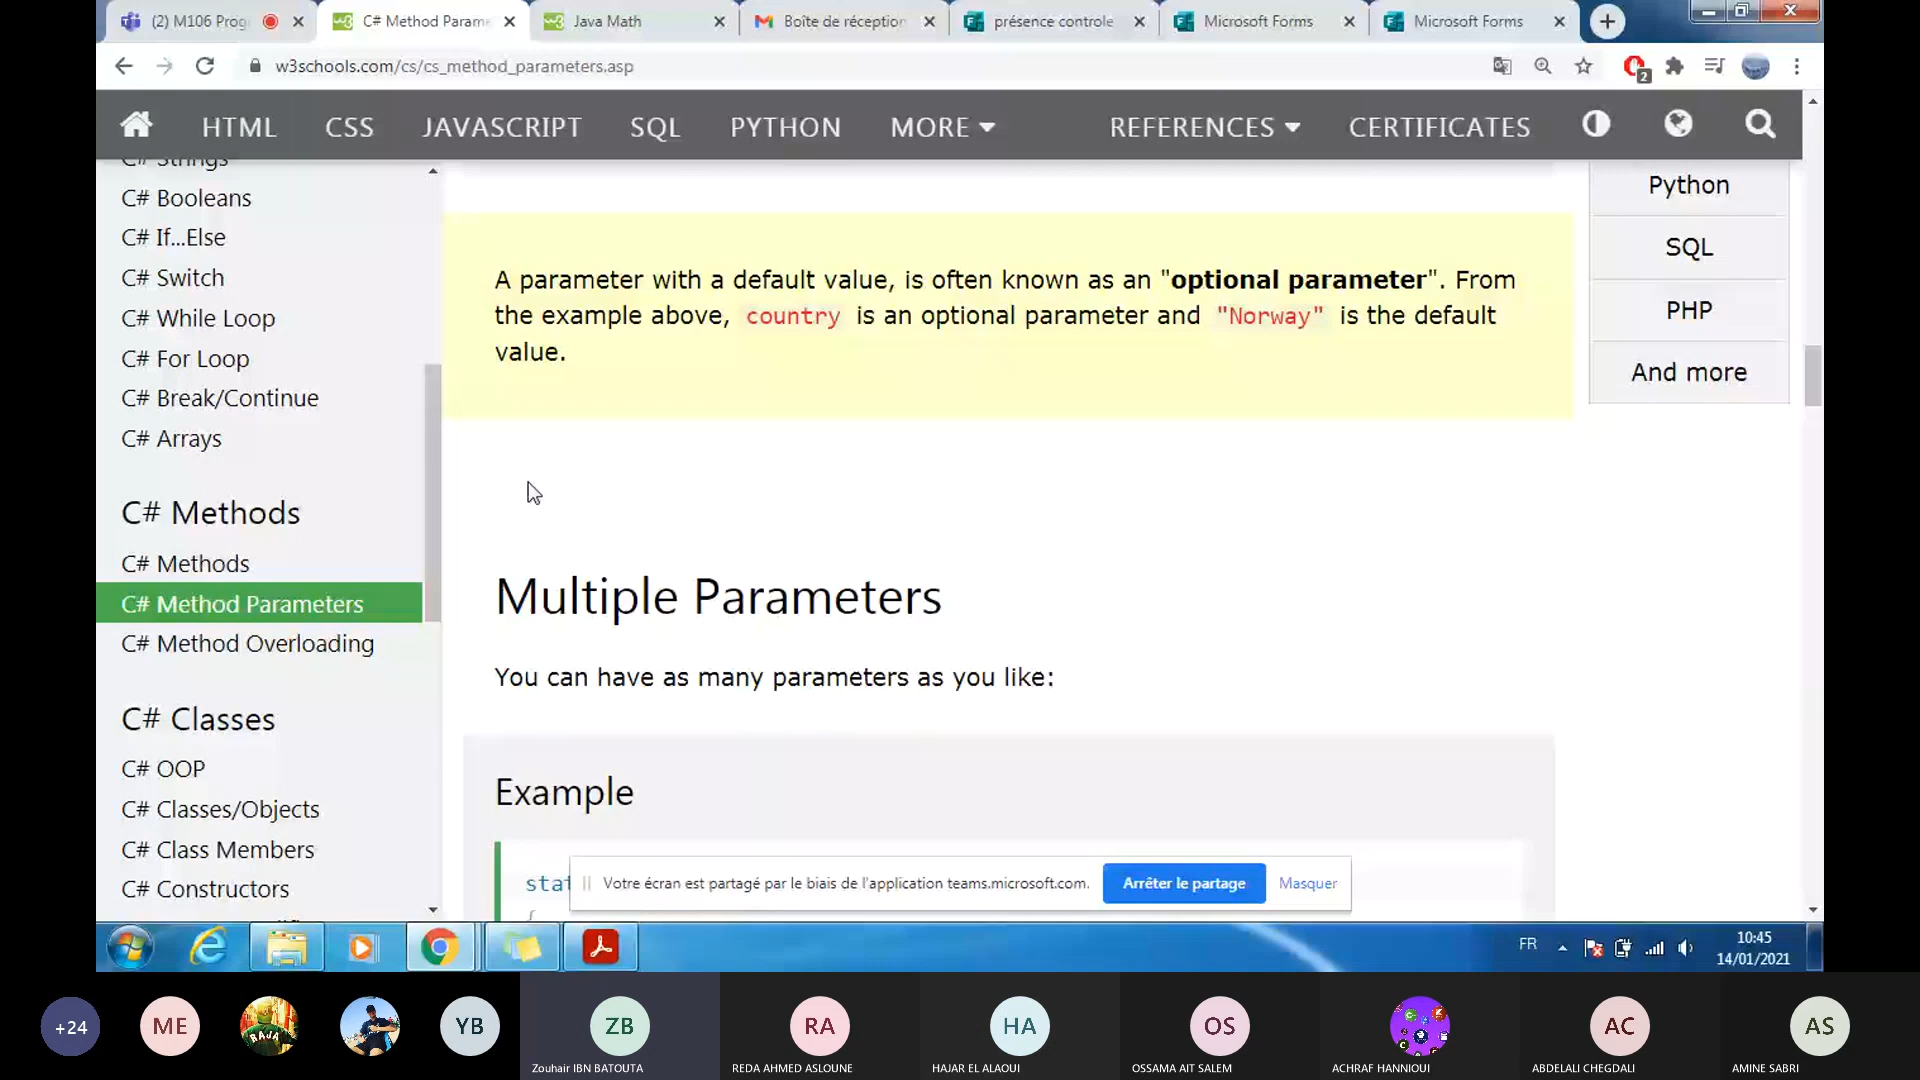 (2) M106 Prog
C# Method Parame
Java Math
Boîte de réception
présence controle
Microsoft Forms
Microsoft Forms
w3schools.com/cs/cs_method_parameters.asp
2
HTML
CSS
JAVASCRIPT
SQL
PYTHON
MORE
REFERENCES
CERTIFICATES
C# Strings
C# Booleans
C# If...Else
C# Switch
C# While Loop
C# For Loop
C# Break/Continue
C# Arrays
C# Methods
C# Methods
C# Method Parameters
C# Method Overloading
C# Classes
C# OOP
C# Classes/Objects
C# Class Members
C# Constructors
A parameter with a default value, is often known as an "optional parameter". From
the example above, country is an optional parameter and "Norway" is the default
value.
Multiple Parameters
You can have as many parameters as you like:
Example
stat
{
Python
SQL
PHP
And more
Votre écran est partagé par le biais de l'application teams.microsoft.com.
Arrêter le partage
Masquer
FR
10:45
14/01/2021
+24
ME
RAJA
YB
ZB
Zouhair IBN BATOUTA
RA
REDA AHMED ASLOUNE
HA
HAJAR EL ALAOUI
OS
OSSAMA AIT SALEM
ACHRAF HANNIOUI
AC
ABDELALI CHEGDALI
AS
AMINE SABRI